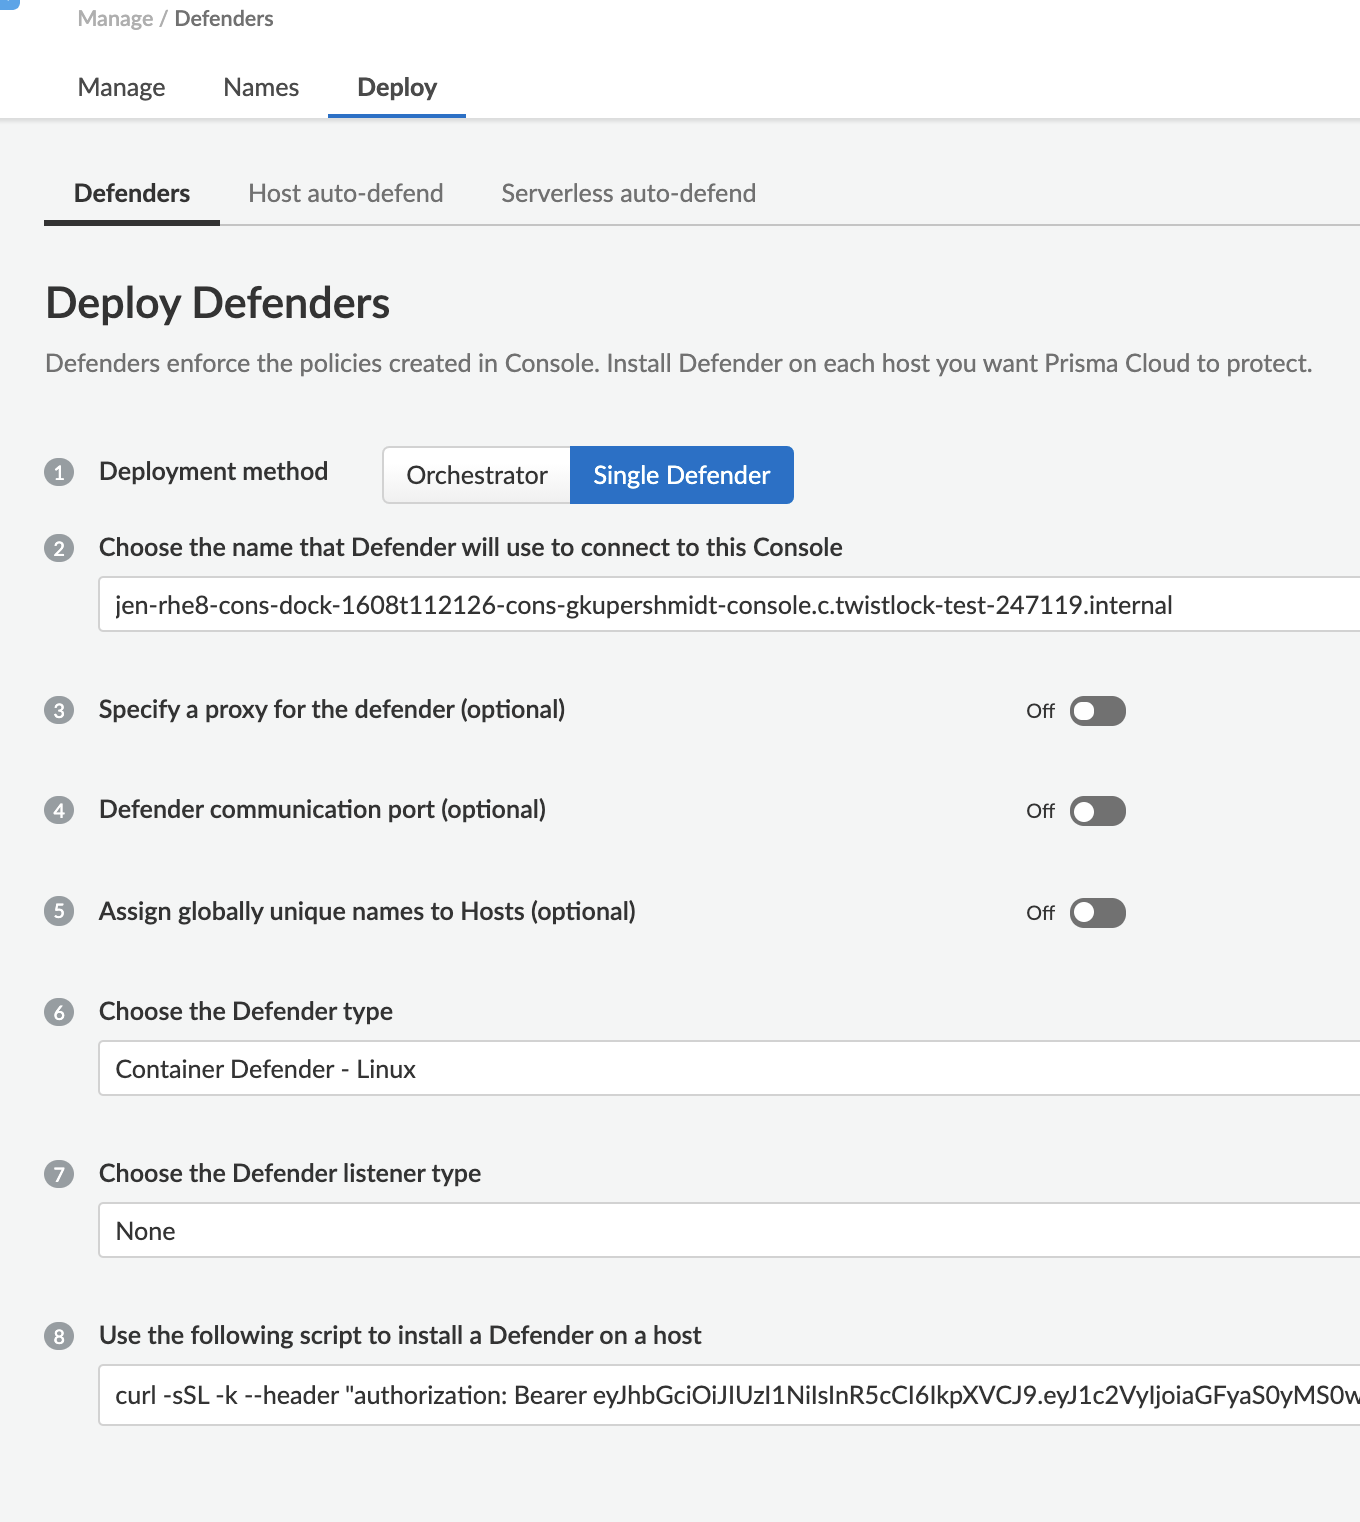 Manage / Defenders
Manage Names Deploy
Defenders Host auto-defend Serverless auto-defend
Deploy Defenders
Defenders enforce the policies created in Console. Install Defender on each host you want Prisma Cloud to protect.
1 Deployment method Orchestrator Single Defender
2 Choose the name that Defender will use to connect to this Console
jen-rhe8-cons-dock-1608t112126-cons-gkupershmidt-console.c.twistlock-test-247119.internal
3 Specify a proxy for the defender (optional) Off
4 Defender communication port (optional) Off
5 Assign globally unique names to Hosts (optional) Off
6 Choose the Defender type
Container Defender - Linux
7 Choose the Defender listener type
None
8 Use the following script to install a Defender on a host
curl -sSL -k --header "authorization: Bearer eyJhbGciOiJIUzI1NiIsInR5cCI6IkpXVCJ9.eyJ1c2VyIjoiaGFyaS0yMS0w